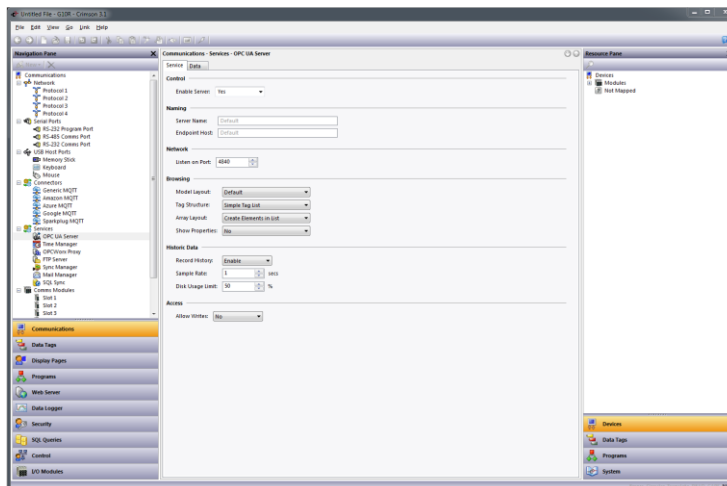 Untitled File - G10R - Crimson 3.1
File Edit View Go Link Help
Navigation Pane
Communications
Network
Protocol 1
Protocol 2
Protocol 3
Protocol 4
Serial Ports
RS-232 Program Port
RS-485 Comms Port
RS-232 Comms Port
USB Host Ports
Memory Stick
Keyboard
Mouse
Connectors
Generic MQTT
Amazon MQTT
Azure MQTT
Google MQTT
Sparkplug MQTT
Services
OPC UA Server
Time Manager
OPCWorx Proxy
FTP Server
Sync Manager
Mail Manager
SQL Sync
Comms Modules
Slot 1
Slot 2
Slot 3
Communications
Data Tags
Display Pages
Programs
Web Server
Data Logger
Security
SQL Queries
Control
I/O Modules
Communications - Services - OPC UA Server
Service Data
Control
Enable Server: Yes
Naming
Server Name: Default
Endpoint Host: Default
Network
Listen on Port: 4840
Browsing
Model Layout: Default
Tag Structure: Simple Tag List
Array Layout: Create Elements in List
Show Properties: No
Historic Data
Record History: Enable
Sample Rate: 1 secs
Disk Usage Limit: 50 %
Access
Allow Writes: No
Resource Pane
Devices
Modules
Not Mapped
Devices
Data Tags
Programs
System